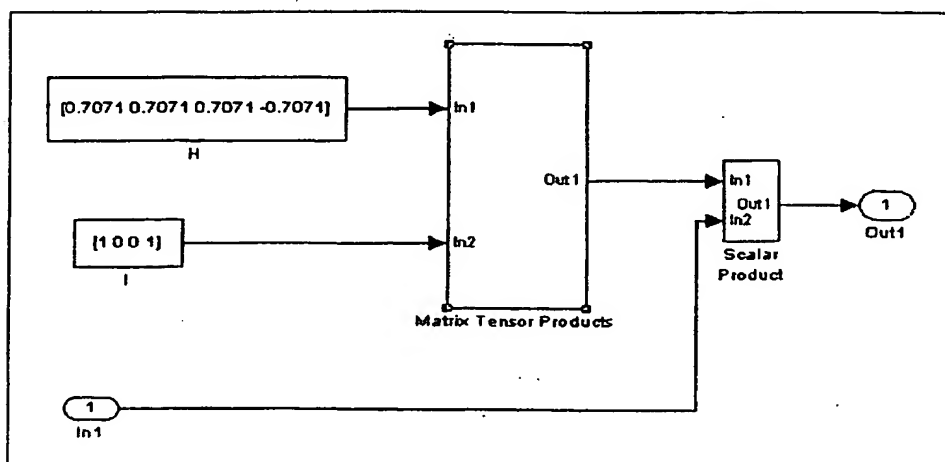 [0.7071 0.7071 0.7071 -0.7071]
H
In1
Out1
In2
[1 0 0 1]
I
Matrix Tensor Products
In1
Out1
In2
Scalar
Product
1
Out1
1
In1